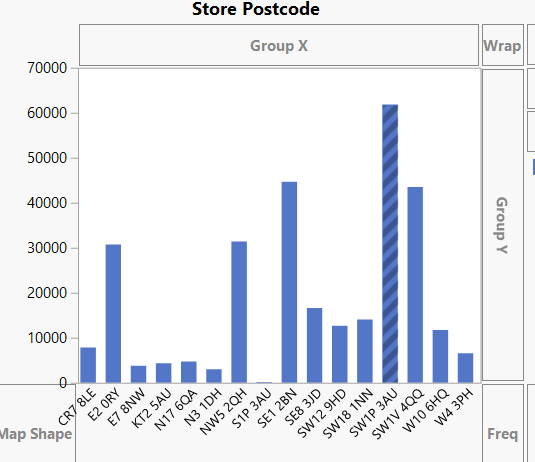 Store Postcode
Group X
Wrap
70000
60000
50000
40000
30000
20000
10000
0
Group Y
CR7 8LE
E2 0RY
E7 8NW
KT2 5AU
N17 6QA
N3 1DH
NW5 2QH
S1P 3AU
SE1 2BN
SE8 3JD
SW12 9HD
SW18 1NN
SW1P 3AU
SW1V 4QQ
W10 6HQ
W4 3PH
Map Shape
Freq